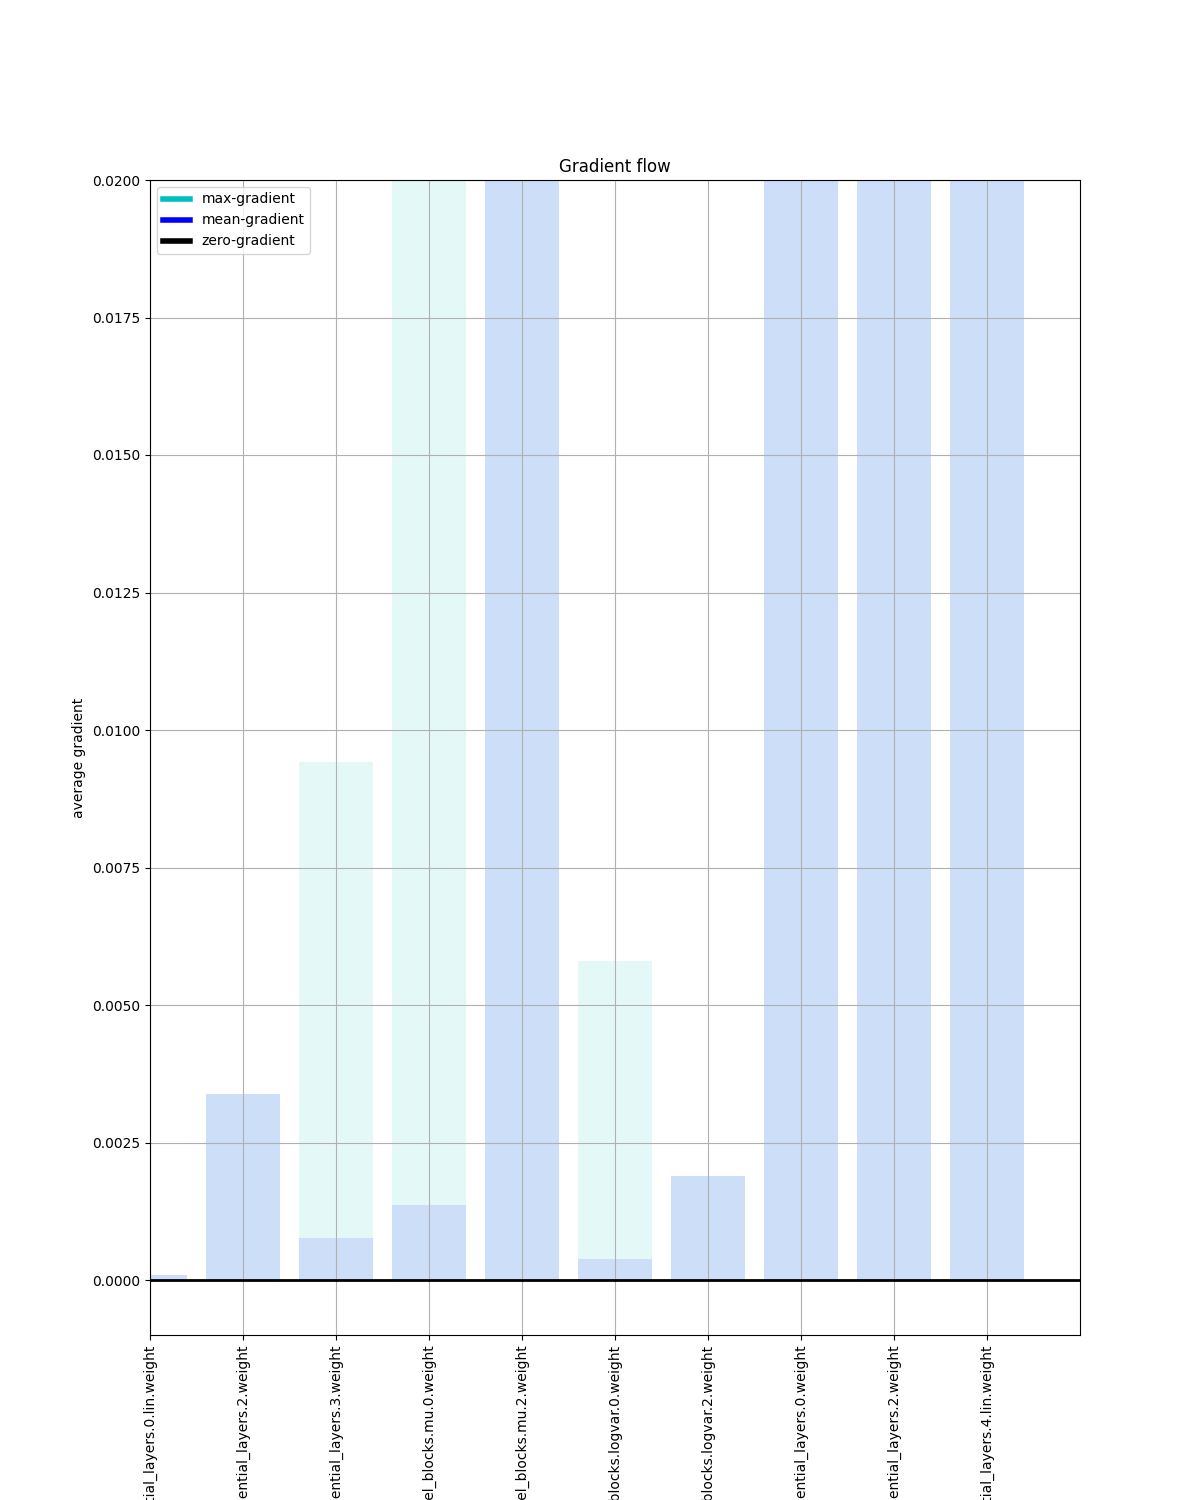 Gradient flow
max-gradient
mean-gradient
zero-gradient
0.0200
0.0175
0.0150
0.0125
0.0100
0.0075
0.0050
0.0025
0.0000
average gradient
tial_layers.0.lin.weight
ential_layers.2.weight
ential_layers.3.weight
el_blocks.mu.0.weight
el_blocks.mu.2.weight
blocks.logvar.0.weight
blocks.logvar.2.weight
ential_layers.0.weight
ential_layers.2.weight
tial_layers.4.lin.weight